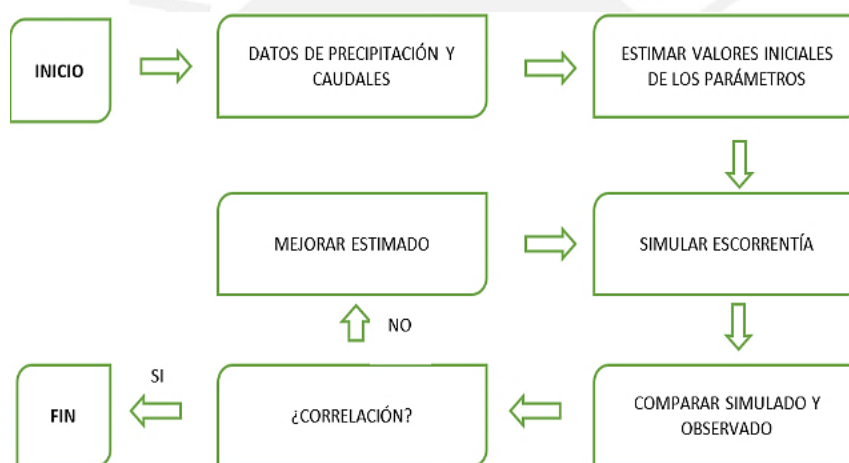 INICIO
DATOS DE PRECIPITACIÓN Y
CAUDALES
ESTIMAR VALORES INICIALES
DE LOS PARÁMETROS
MEJORAR ESTIMADO
SIMULAR ESCORRENTÍA
NO
SI
FIN
¿CORRELACIÓN?
COMPARAR SIMULADO Y
OBSERVADO